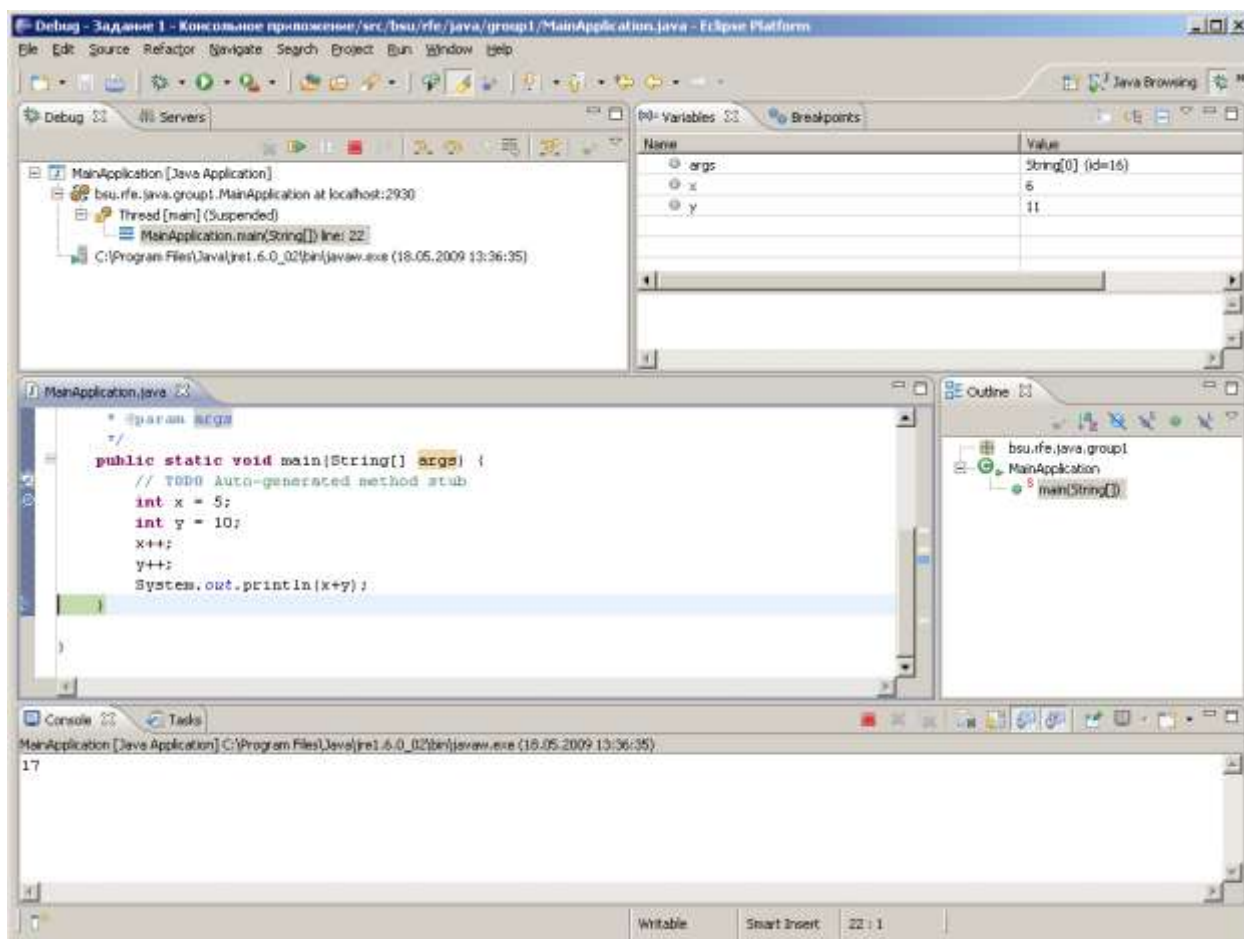 Debug - Задание 1 - Консольное приложение/src/bsu/rfe/java/group1/MainApplication.java - Eclipse Platform
File Edit Source Refactor Navigate Search Project Run Window Help
Java Browsing
Debug Servers
MainApplication [Java Application]
bsu.rfe.java.group1.MainApplication at localhost:2930
Thread [main] (Suspended)
MainApplication.main(String[]) line: 22
C:\Program Files\Java\jre1.6.0_02\bin\javaw.exe (18.05.2009 13:36:35)
(x)= Variables Breakpoints
Name Value
args String[0] (id=16)
x 6
y 11
MainApplication.java
* @param args
*/
public static void main(String[] args) {
// TODO Auto-generated method stub
int x = 5;
int y = 10;
x++;
y++;
System.out.println(x+y);
}
}
Outline
bsu.rfe.java.group1
MainApplication
main(String[])
Console Tasks
MainApplication [Java Application] C:\Program Files\Java\jre1.6.0_02\bin\javaw.exe (18.05.2009 13:36:35)
17
Writable Smart Insert 22 : 1